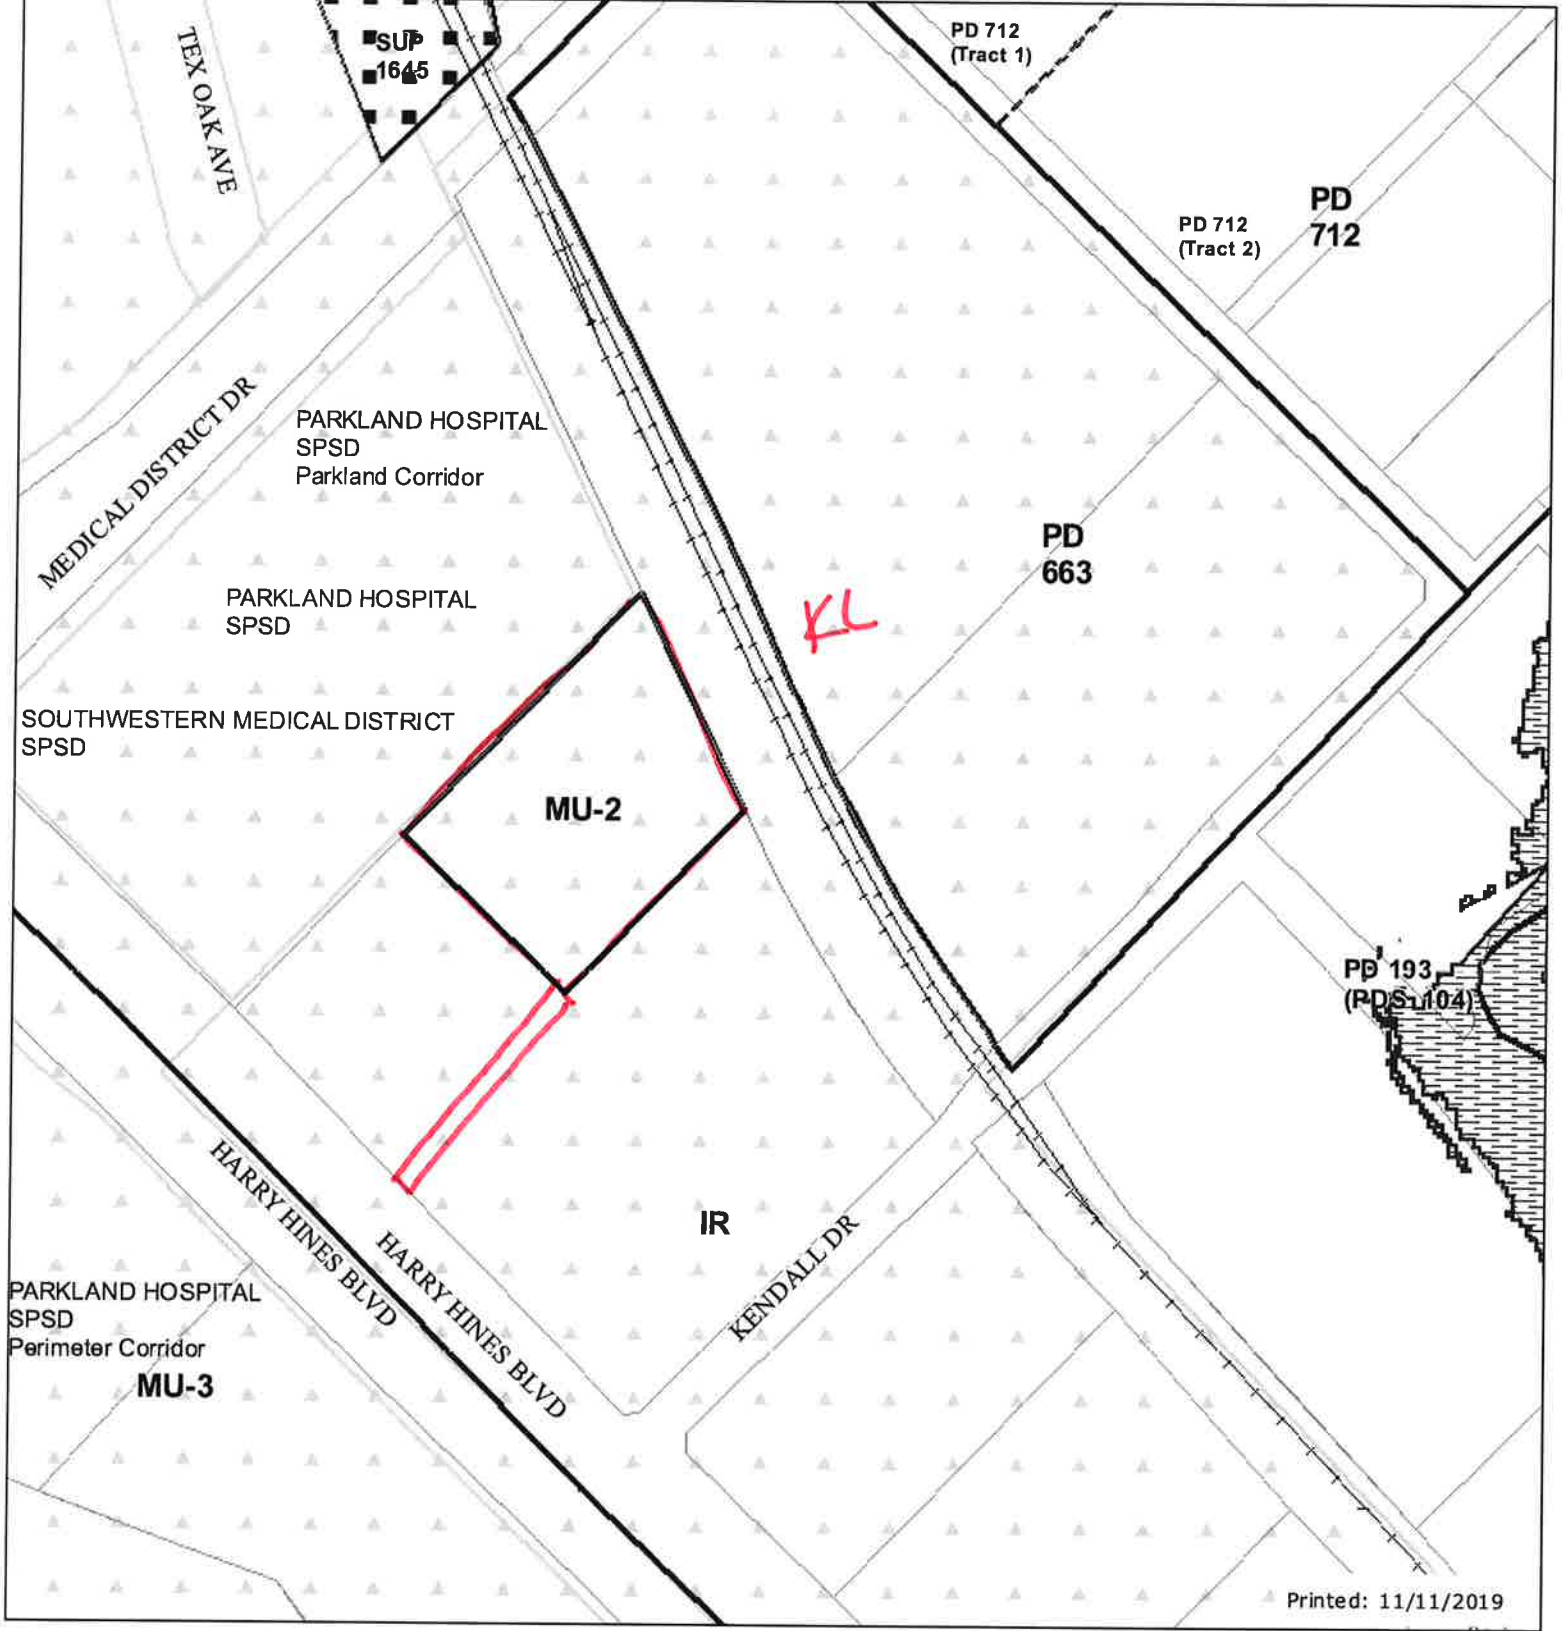 SUP
1645
TEX OAK AVE
PD 712
(Tract 1)
PD
712
PD 712
(Tract 2)
MEDICAL DISTRICT DR
PARKLAND HOSPITAL
SPSD
Parkland Corridor
PD
663
PARKLAND HOSPITAL
SPSD
KL
SOUTHWESTERN MEDICAL DISTRICT
SPSD
MU-2
PD 193
(PDS 104)
HARRY HINES BLVD
HARRY HINES BLVD
IR
KENDALL DR
PARKLAND HOSPITAL
SPSD
Perimeter Corridor
MU-3
Printed: 11/11/2019